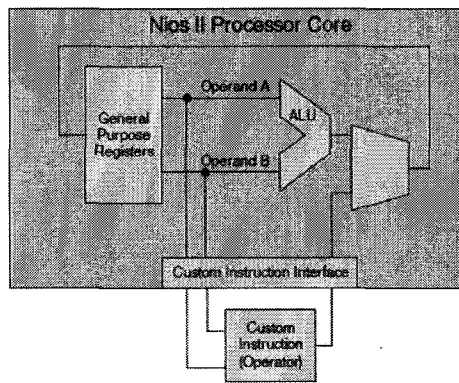 Nios II Processor Core
Operand A
ALU
General
Purpose
Registers
Operand B
Custom Instruction Interface
Custom
Instruction
(Operator)